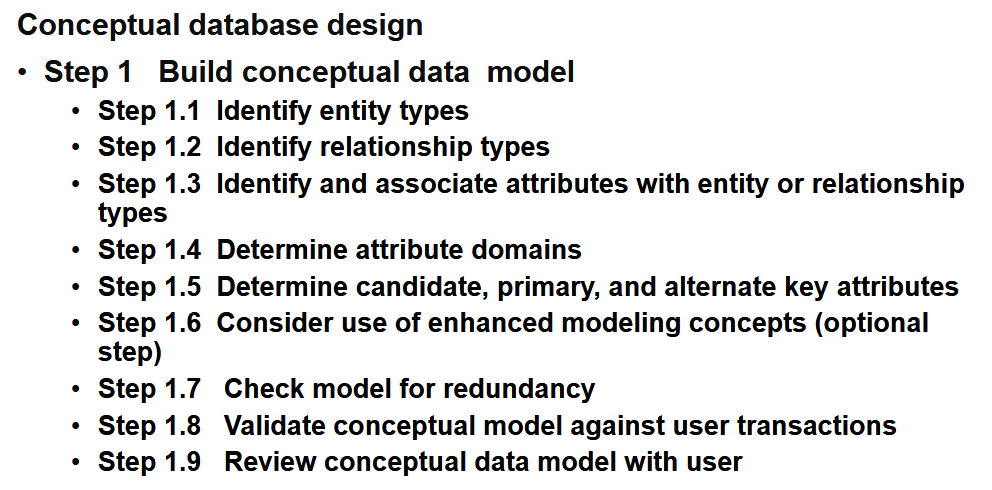 Conceptual database design
• Step 1 Build conceptual data model
• Step 1.1 Identify entity types
• Step 1.2 Identify relationship types
• Step 1.3 Identify and associate attributes with entity or relationship
types
• Step 1.4 Determine attribute domains
• Step 1.5 Determine candidate, primary, and alternate key attributes
• Step 1.6 Consider use of enhanced modeling concepts (optional
step)
• Step 1.7 Check model for redundancy
• Step 1.8 Validate conceptual model against user transactions
• Step 1.9 Review conceptual data model with user